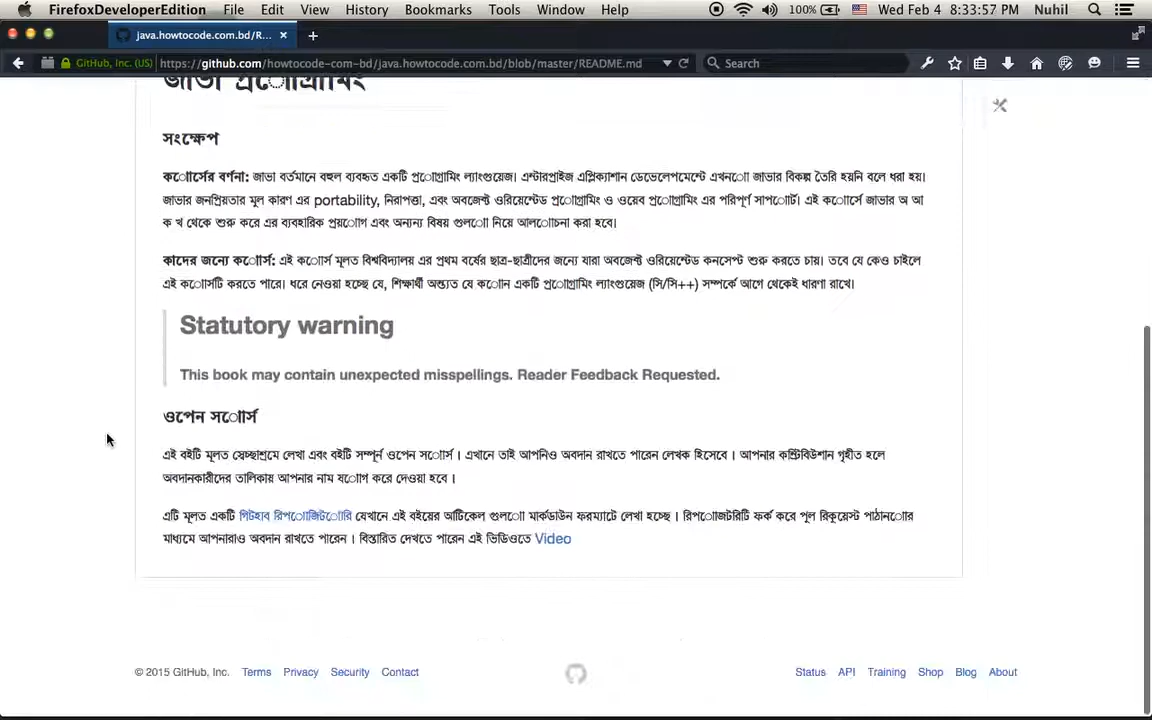 FirefoxDeveloperEdition File Edit View History Bookmarks Tools Window Help 100% Wed Feb 4 8:33:57 PM Nuhil
java.howtocode.com.bd/R...
GitHub, Inc. (US) https://github.com/howtocode-com-bd/java.howtocode.com.bd/blob/master/README.md Search
জাভা প্রোগ্রামিং
সংক্ষেপ
কোর্সের বর্ণনা: জাভা বর্তমানে বহুল ব্যবহৃত একটি প্রোগ্রামিং ল্যাংগুয়েজ। এন্টারপ্রাইজ এপ্লিক্যাশান ডেভেলেপমেন্টে এখনো জাভার বিকল্প তৈরি হয়নি বলে ধরা হয়।
জাভার জনপ্রিয়তার মূল কারণ এর portability, নিরাপত্তা, এবং অবজেক্ট ওরিয়েন্টেড প্রোগ্রামিং ও ওয়েব প্রোগ্রামিং এর পরিপূর্ণ সাপোর্ট। এই কোর্সে জাভার অ আ
ক খ থেকে শুরু করে এর ব্যবহারিক প্রয়োগ এবং অন্যন্য বিষয় গুলো নিয়ে আলোচনা করা হবে।
কাদের জন্যে কোর্স: এই কোর্স মূলত বিশ্ববিদ্যালয় এর প্রথম বর্ষের ছাত্র-ছাত্রীদের জন্যে যারা অবজেক্ট ওরিয়েন্টেড কনসেপ্ট শুরু করতে চায়। তবে যে কেও চাইলে
এই কোর্সটি করতে পারে। ধরে নেওয়া হচ্ছে যে, শিক্ষার্থী অন্ত্যত যে কোন একটি প্রোগ্রামিং ল্যাংগুয়েজ (সি/সি++) সম্পর্কে আগে থেকেই ধারণা রাখে।
Statutory warning
This book may contain unexpected misspellings. Reader Feedback Requested.
ওপেন সোর্স
এই বইটি মূলত স্বেচ্ছাশ্রমে লেখা এবং বইটি সম্পূর্ন ওপেন সোর্স । এখানে তাই আপনিও অবদান রাখতে পারেন লেখক হিসেবে । আপনার কন্ট্রিবিউশান গৃহীত হলে
অবদানকারীদের তালিকায় আপনার নাম যোগ করে দেওয়া হবে ।
এটি মূলত একটি গিটহাব রিপোজিটোরি যেখানে এই বইয়ের আর্টিকেল গুলো মার্কডাউন ফরম্যাটে লেখা হচ্ছে । রিপোজটরিটি ফর্ক করে পুল রিকুয়েস্ট পাঠানোর
মাধ্যমে আপনারাও অবদান রাখতে পারেন । বিস্তারিত দেখতে পারেন এই ভিডিওতে Video
© 2015 GitHub, Inc. Terms Privacy Security Contact Status API Training Shop Blog About